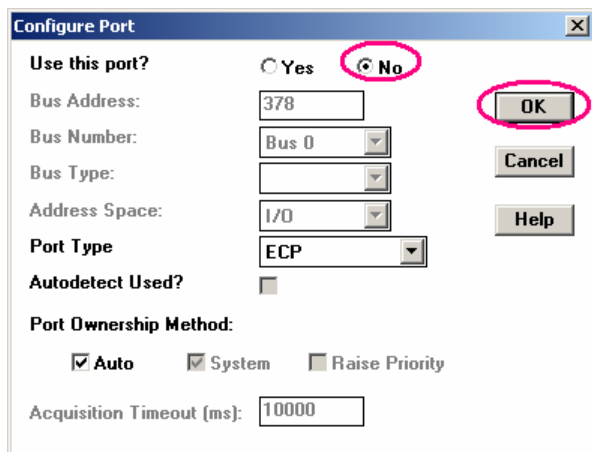 Configure Port
Use this port? Yes No
Bus Address: 378 OK
Bus Number: Bus 0
Cancel
Bus Type:
Address Space: I/O Help
Port Type ECP
Autodetect Used?
Port Ownership Method:
Auto System Raise Priority
Acquisition Timeout (ms): 10000